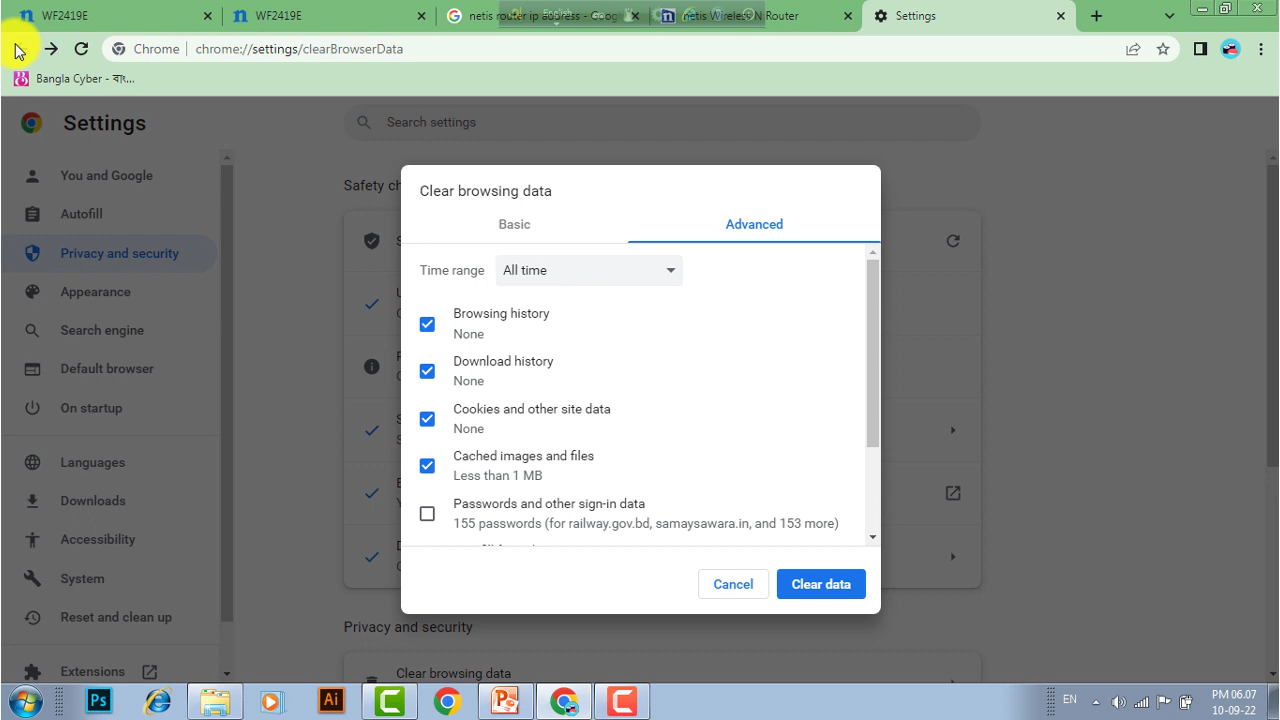 WF2419E
WF2419E
netis router ip address - Goog
English
netis Wireless N Router
Settings
Chrome
chrome://settings/clearBrowserData
Bangla Cyber - বাং...
Settings
Search settings
You and Google
Autofill
Privacy and security
Appearance
Search engine
Default browser
On startup
Languages
Downloads
Accessibility
System
Reset and clean up
Extensions
Safety ch
Clear browsing data
Basic
Advanced
Time range
All time
Browsing history
None
Download history
None
Cookies and other site data
None
Cached images and files
Less than 1 MB
Passwords and other sign-in data
155 passwords (for railway.gov.bd, samaysawara.in, and 153 more)
Cancel
Clear data
Privacy and security
Clear browsing data
Ps
Ai
EN
PM 06.07
10-09-22